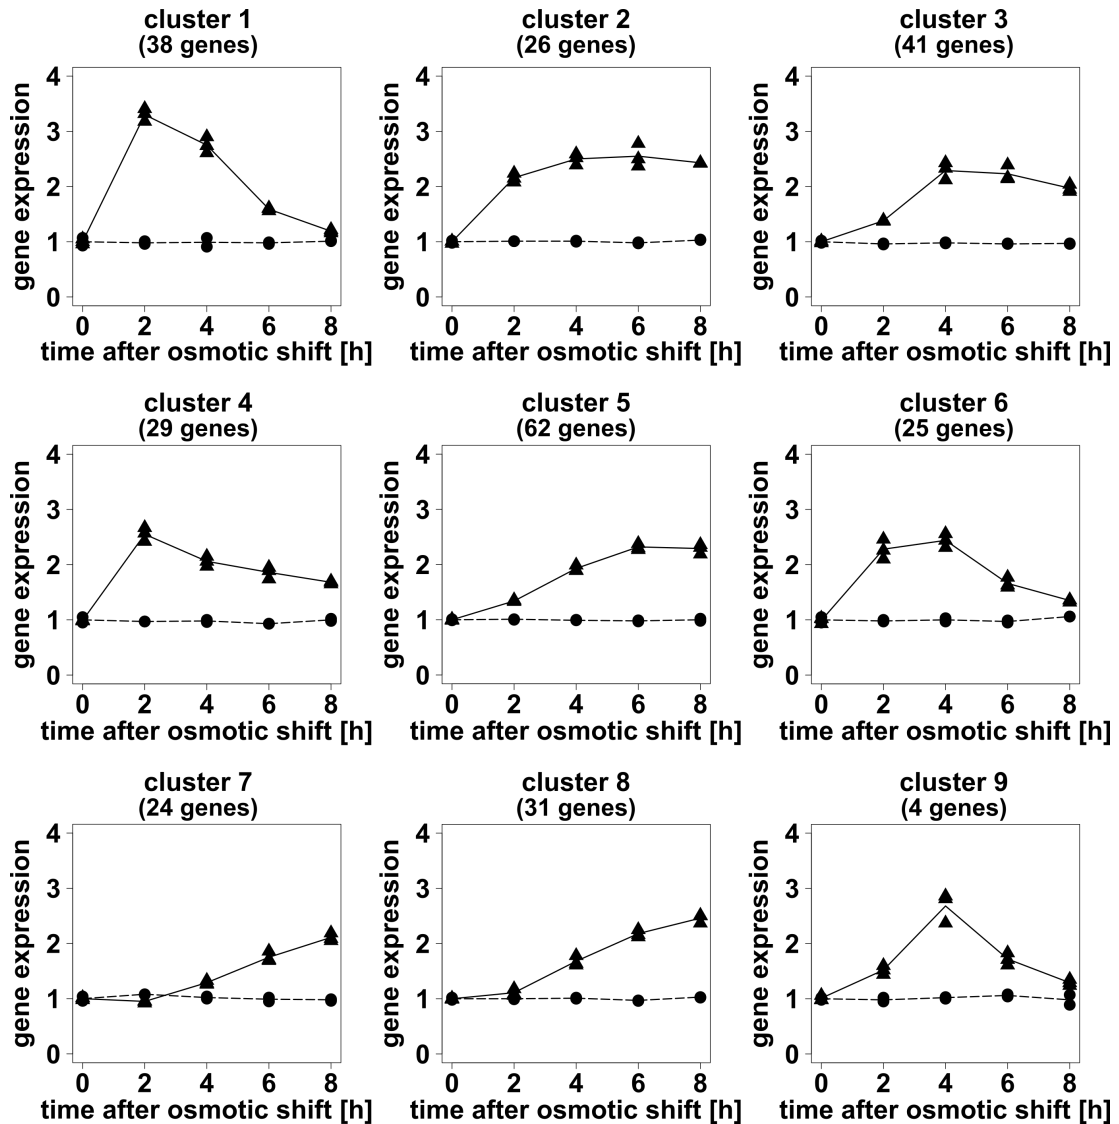 cluster 1
(38 genes)
4
3
2
1
0
gene expression
0 2 4 6 8
time after osmotic shift [h]
cluster 2
(26 genes)
4
3
2
1
0
gene expression
0 2 4 6 8
time after osmotic shift [h]
cluster 3
(41 genes)
4
3
2
1
0
gene expression
0 2 4 6 8
time after osmotic shift [h]
cluster 4
(29 genes)
4
3
2
1
0
gene expression
0 2 4 6 8
time after osmotic shift [h]
cluster 5
(62 genes)
4
3
2
1
0
gene expression
0 2 4 6 8
time after osmotic shift [h]
cluster 6
(25 genes)
4
3
2
1
0
gene expression
0 2 4 6 8
time after osmotic shift [h]
cluster 7
(24 genes)
4
3
2
1
0
gene expression
0 2 4 6 8
time after osmotic shift [h]
cluster 8
(31 genes)
4
3
2
1
0
gene expression
0 2 4 6 8
time after osmotic shift [h]
cluster 9
(4 genes)
4
3
2
1
0
gene expression
0 2 4 6 8
time after osmotic shift [h]